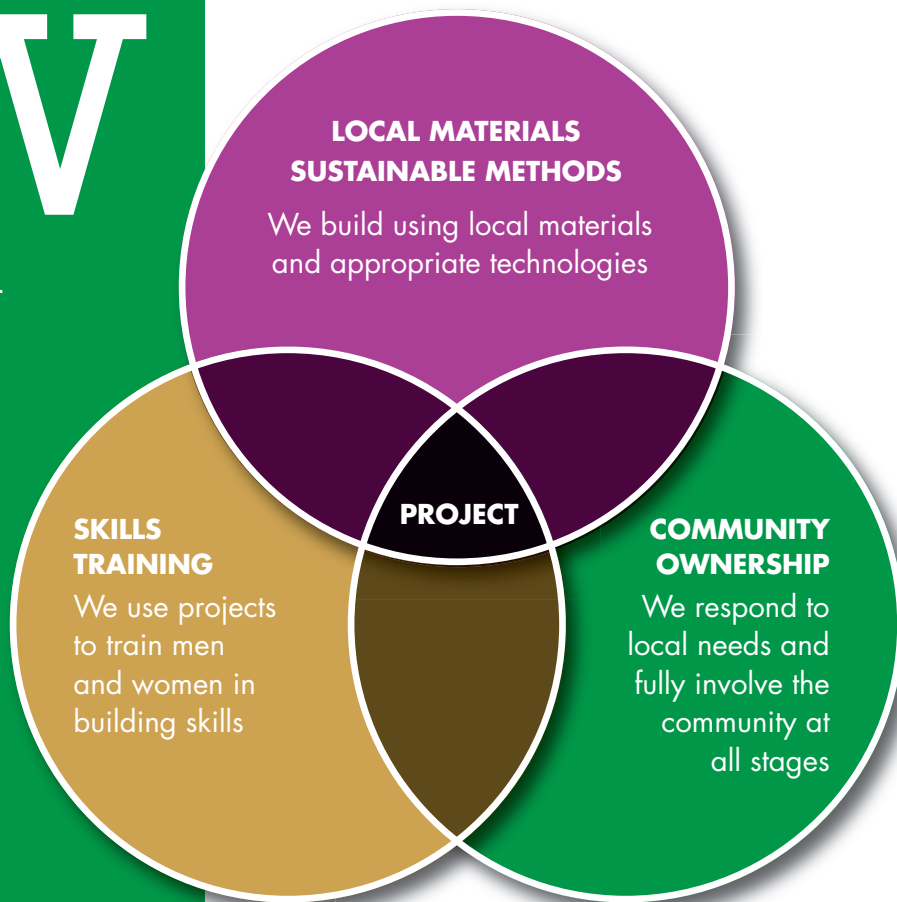 V
LOCAL MATERIALS
SUSTAINABLE METHODS
We build using local materials
and appropriate technologies
PROJECT
SKILLS
TRAINING
We use projects
to train men
and women in
building skills
COMMUNITY
OWNERSHIP
We respond to
local needs and
fully involve the
community at
all stages